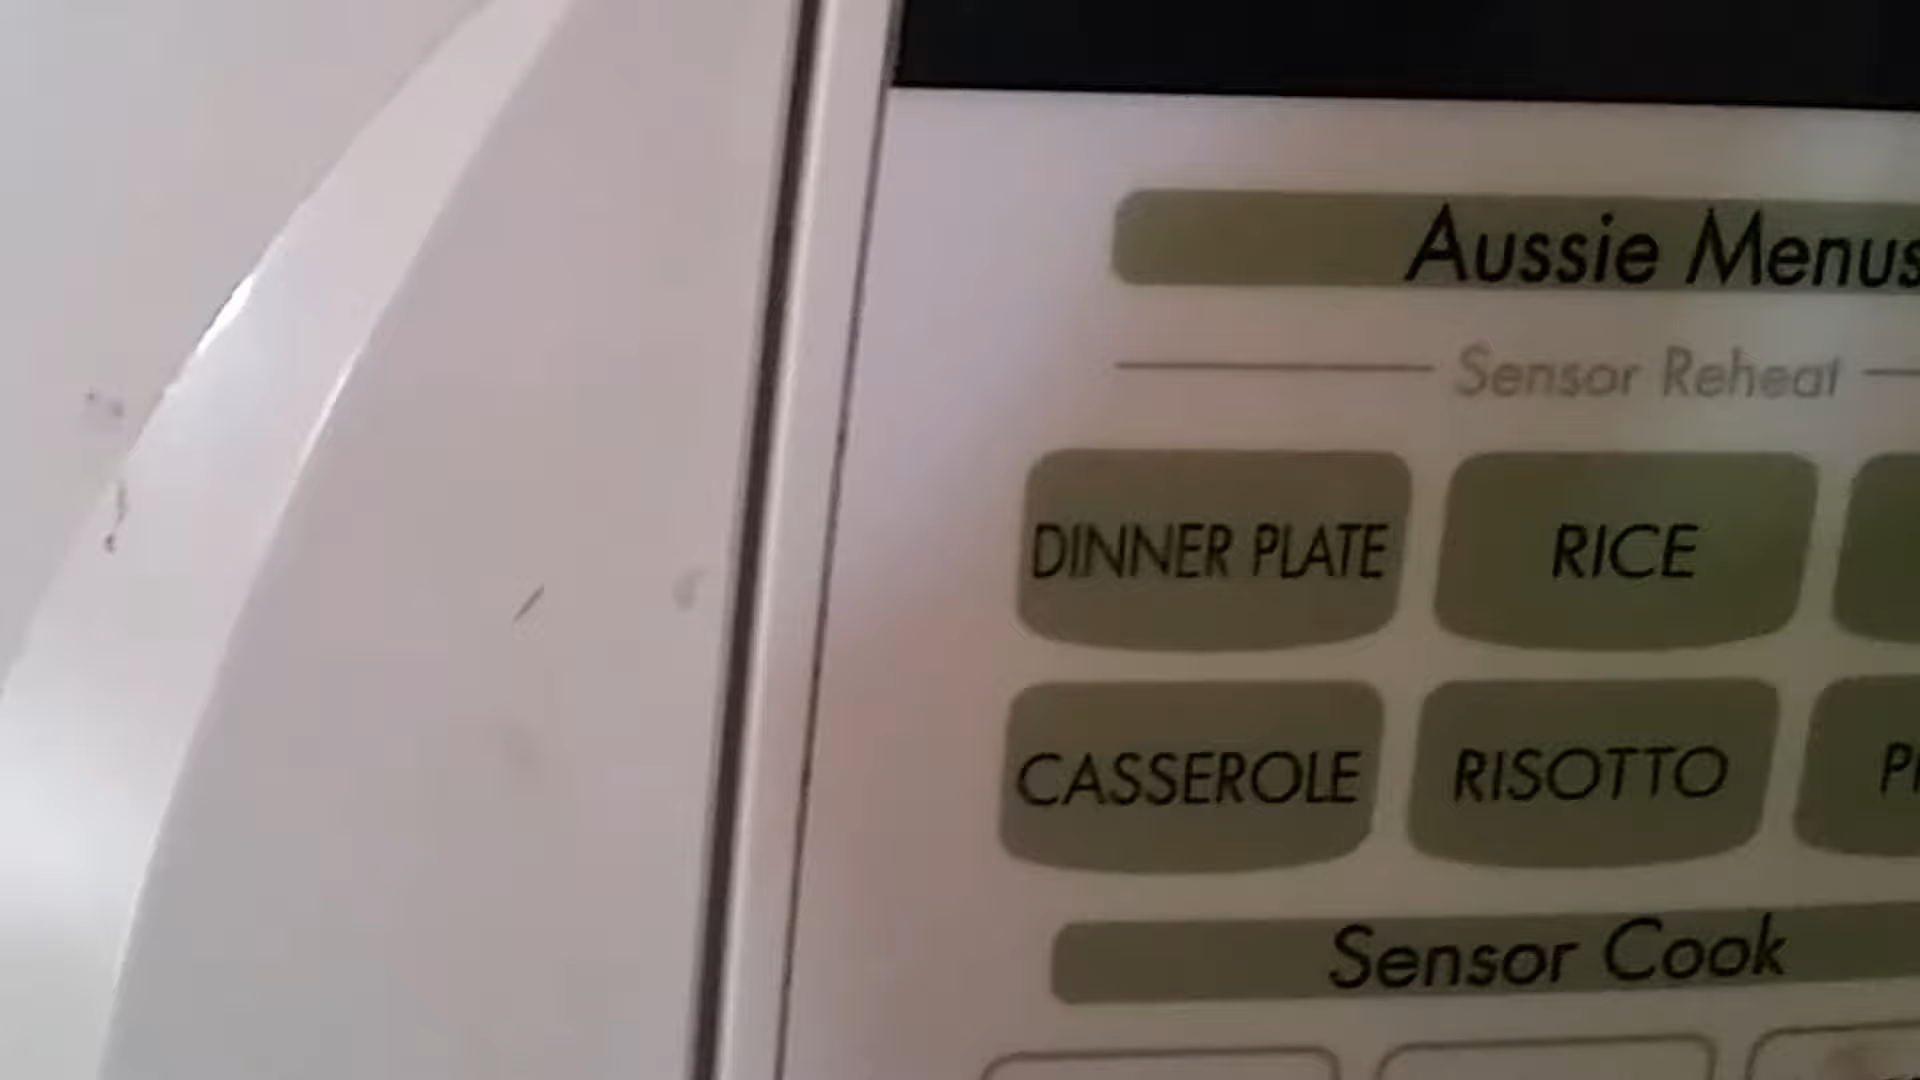 Aussie Menus
Sensor Reheat
DINNER PLATE RICE
CASSEROLE RISOTTO
Sensor Cook